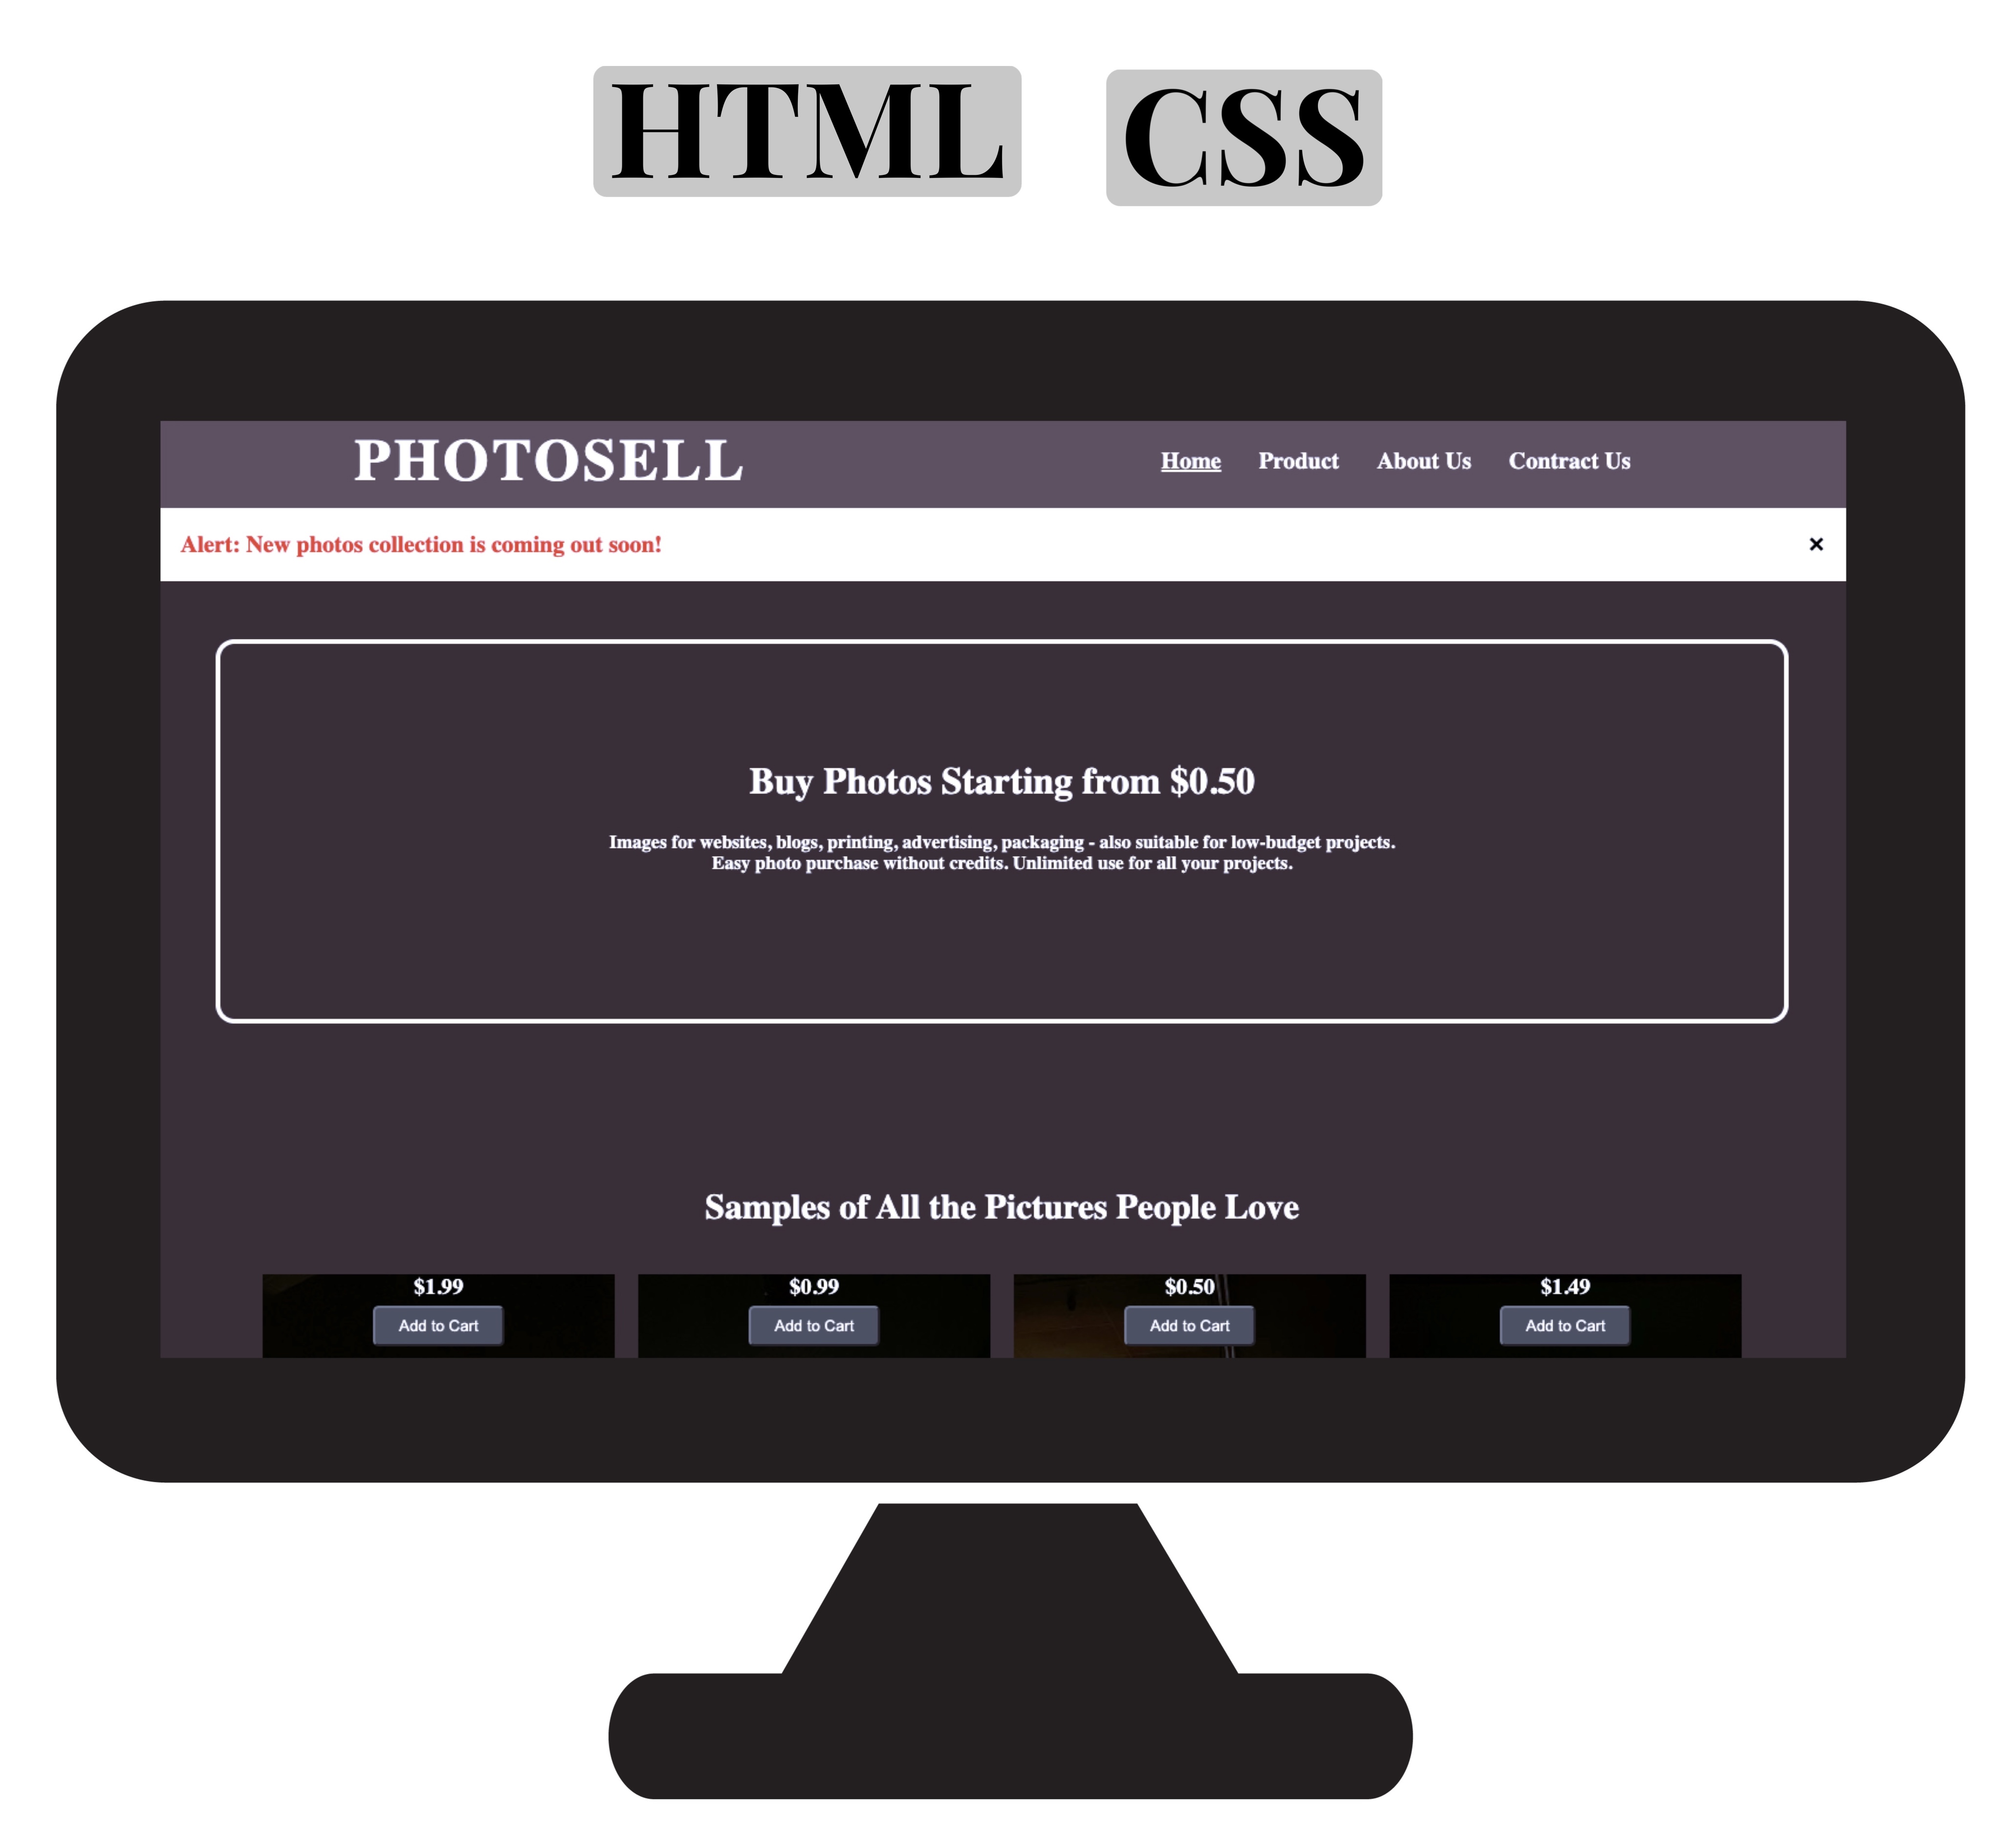 HTML CSS
PHOTOSELL
Home Product About Us Contract Us
Alert: New photos collection is coming out soon! ×
Buy Photos Starting from $0.50
Images for websites, blogs, printing, advertising, packaging - also suitable for low-budget projects.
Easy photo purchase without credits. Unlimited use for all your projects.
Samples of All the Pictures People Love
$1.99 $0.99 $0.50 $1.49
Add to Cart Add to Cart Add to Cart Add to Cart